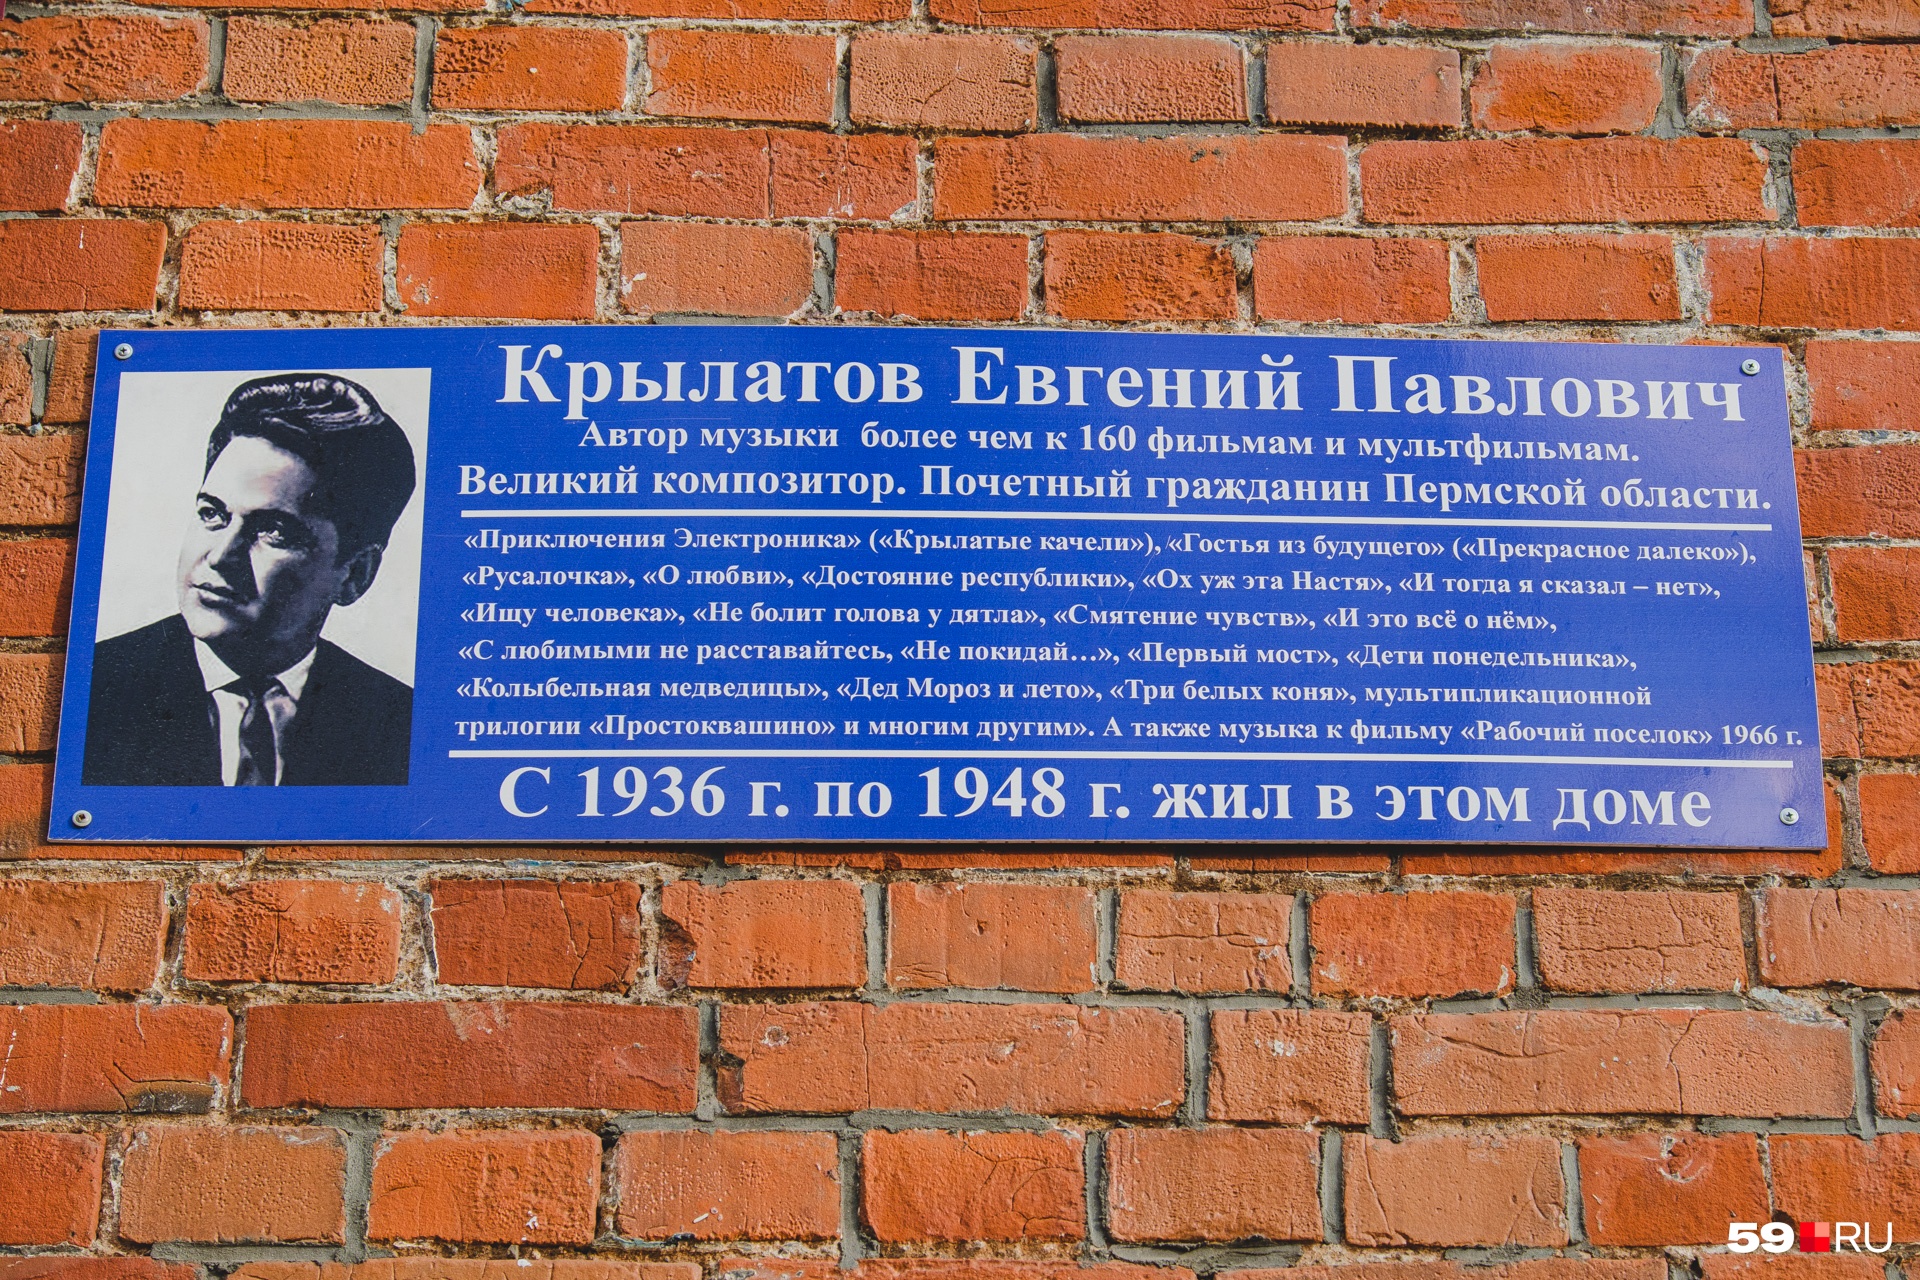 Крылатов Евгений Павлович
Автор музыки более чем к 160 фильмам и мультфильмам.
Великий композитор. Почетный гражданин Пермской области.
«Приключения Электроника» («Крылатые качели»), «Гостья из будущего» («Прекрасное далеко»),
«Русалочка», «О любви», «Достояние республики», «Ох уж эта Настя», «И тогда я сказал – нет»,
«Ищу человека», «Не болит голова у дятла», «Смятение чувств», «И это всё о нём»,
«С любимыми не расставайтесь, «Не покидай…», «Первый мост», «Дети понедельника»,
«Колыбельная медведицы», «Дед Мороз и лето», «Три белых коня», мультипликационной
трилогии «Простоквашино» и многим другим». А также музыка к фильму «Рабочий поселок» 1966 г.
С 1936 г. по 1948 г. жил в этом доме
59 RU